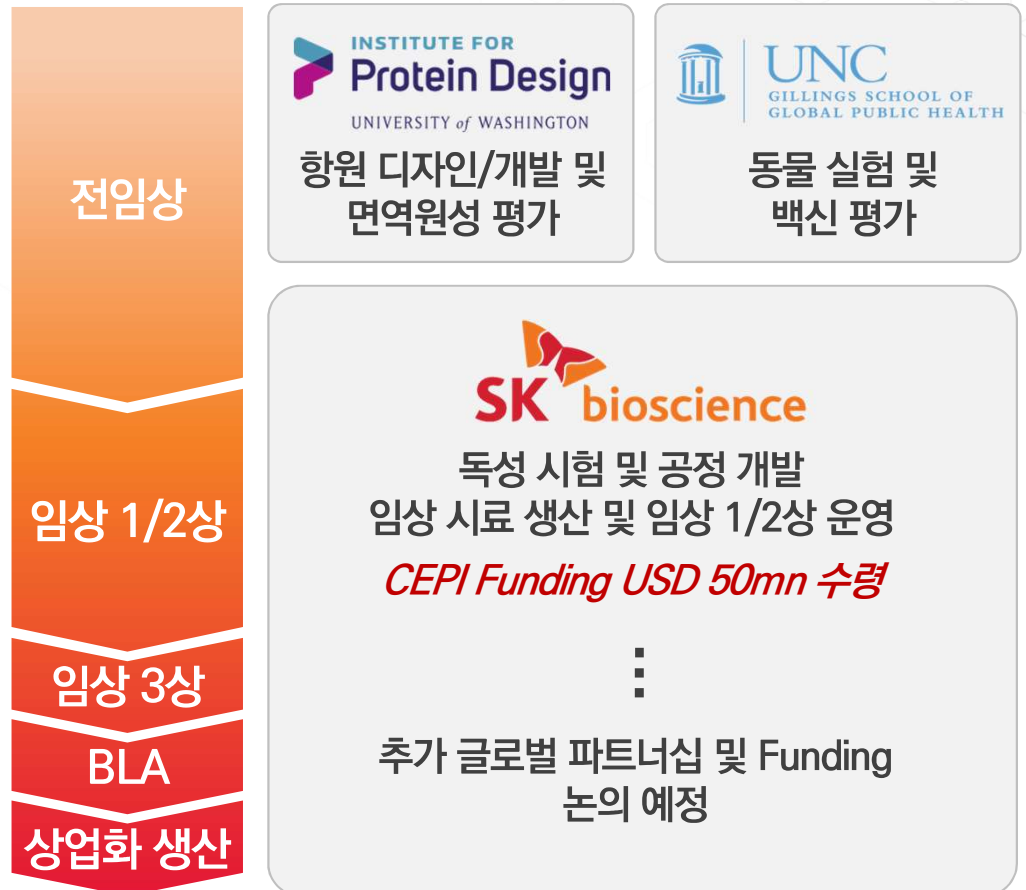 전임상
INSTITUTE FOR
Protein Design
UNIVERSITY of WASHINGTON
항원 디자인/개발 및
면역원성 평가
UNC
GILLINGS SCHOOL OF
GLOBAL PUBLIC HEALTH
동물 실험 및
백신 평가
임상 1/2상
SK bioscience
독성 시험 및 공정 개발
임상 시료 생산 및 임상 1/2상 운영
CEPI Funding USD 50mn 수령
⋮
임상 3상
BLA
상업화 생산
추가 글로벌 파트너십 및 Funding
논의 예정